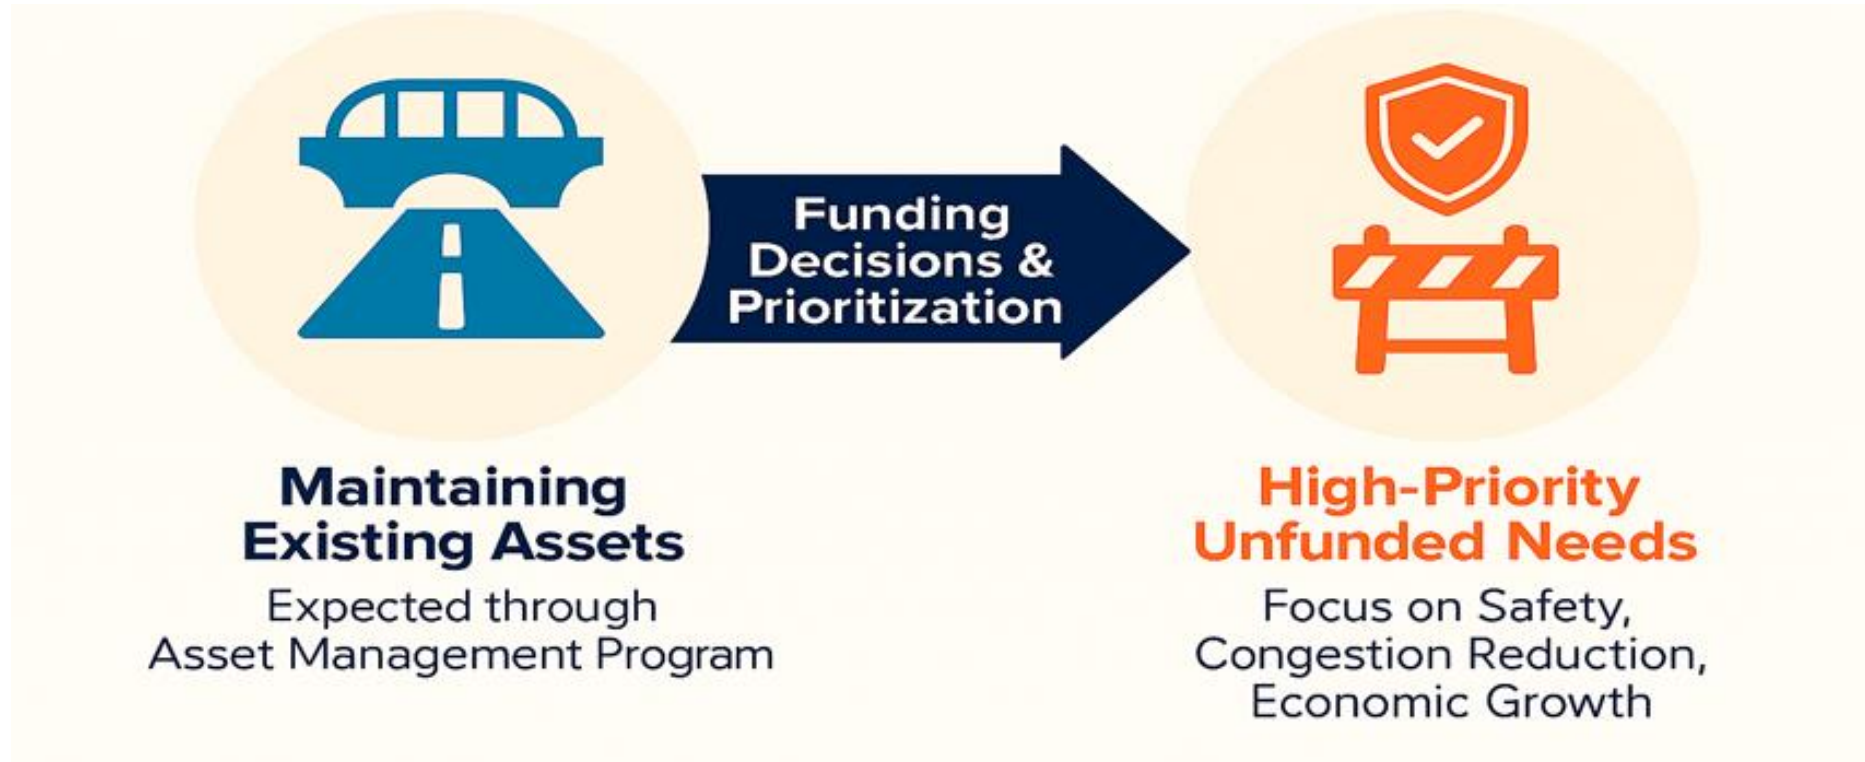 Funding
Decisions &
Prioritization
Maintaining
Existing Assets
Expected through
Asset Management Program
High-Priority
Unfunded Needs
Focus on Safety,
Congestion Reduction,
Economic Growth